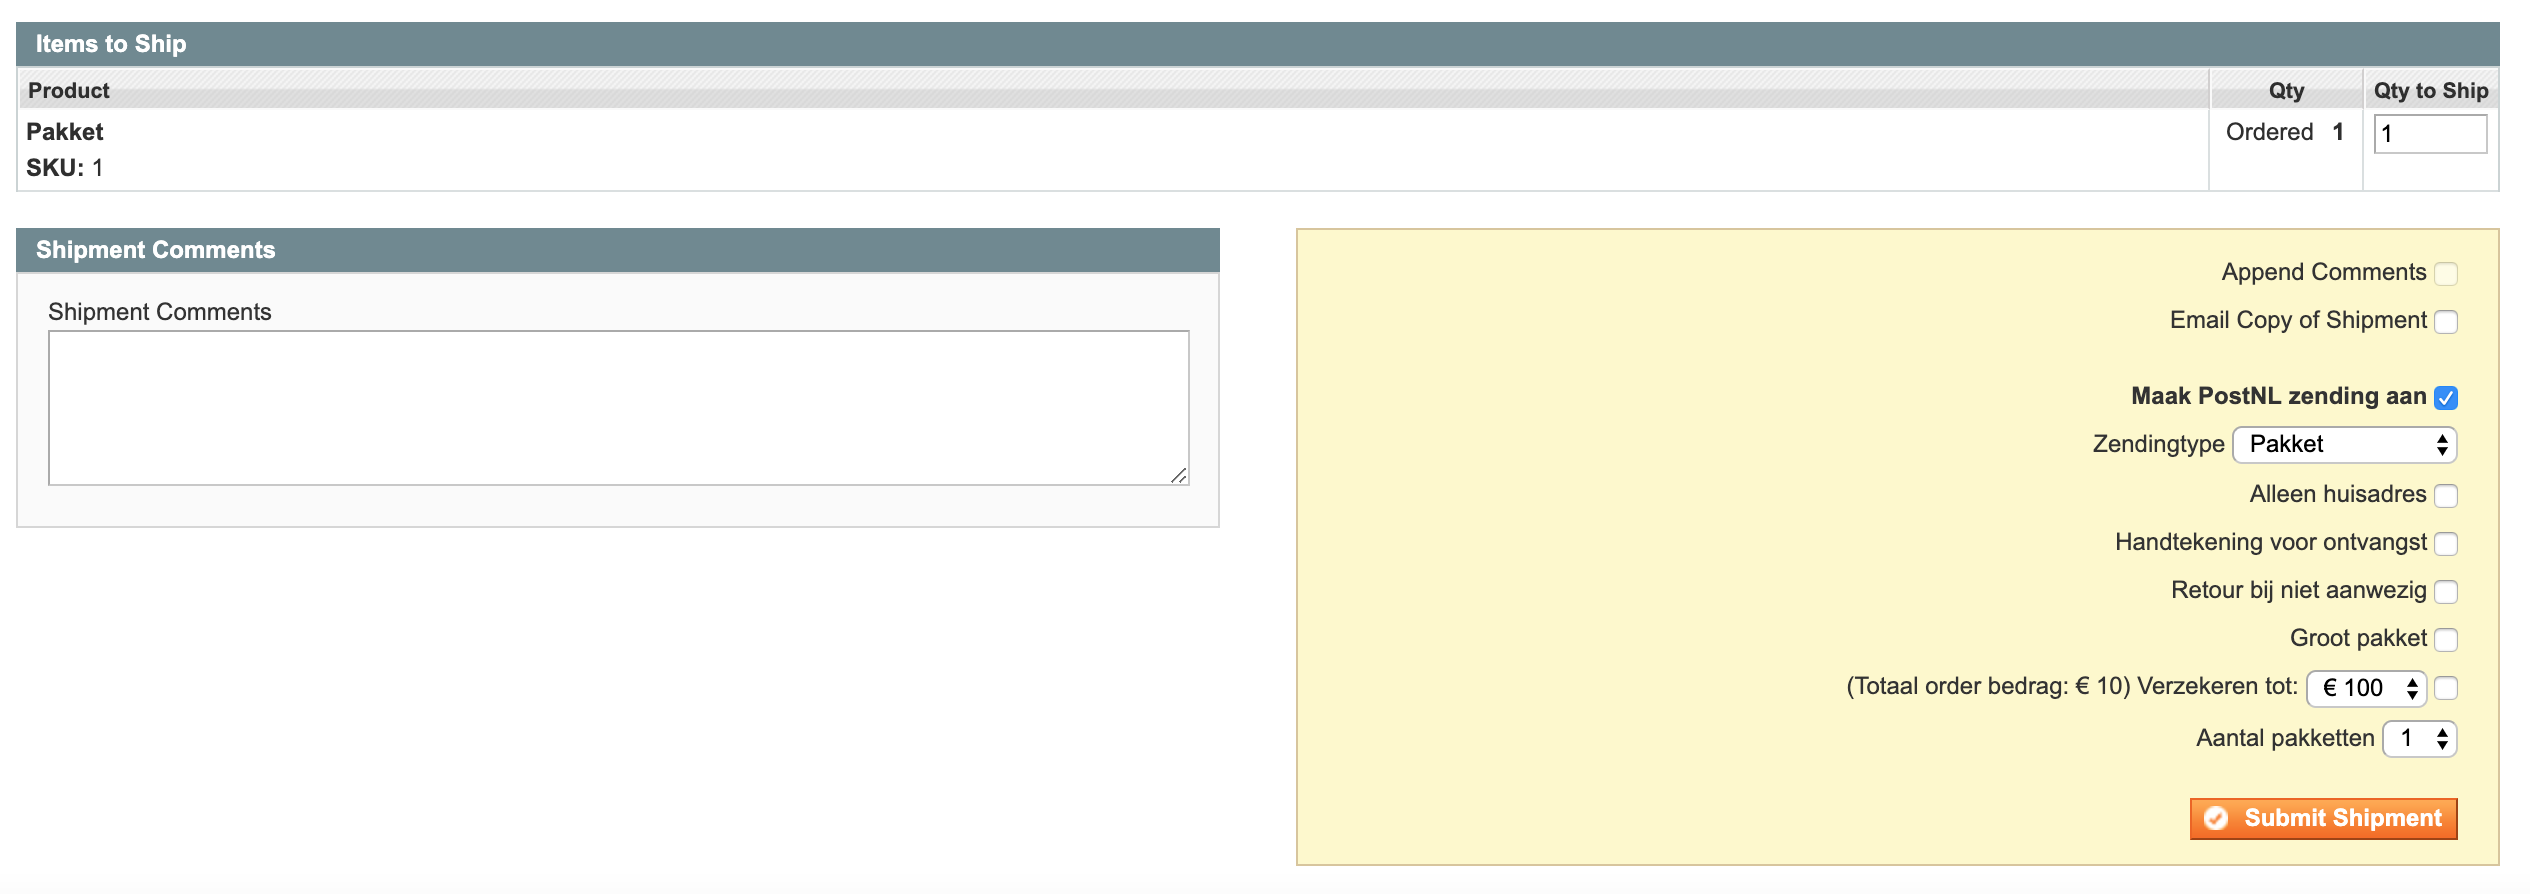 Items to Ship
Product Qty Qty to Ship
Pakket Ordered 1 1
SKU: 1
Shipment Comments
Shipment Comments
Append Comments
Email Copy of Shipment
Maak PostNL zending aan
Zendingtype Pakket
Alleen huisadres
Handtekening voor ontvangst
Retour bij niet aanwezig
Groot pakket
(Totaal order bedrag: € 10) Verzekeren tot: € 100
Aantal pakketten 1
Submit Shipment